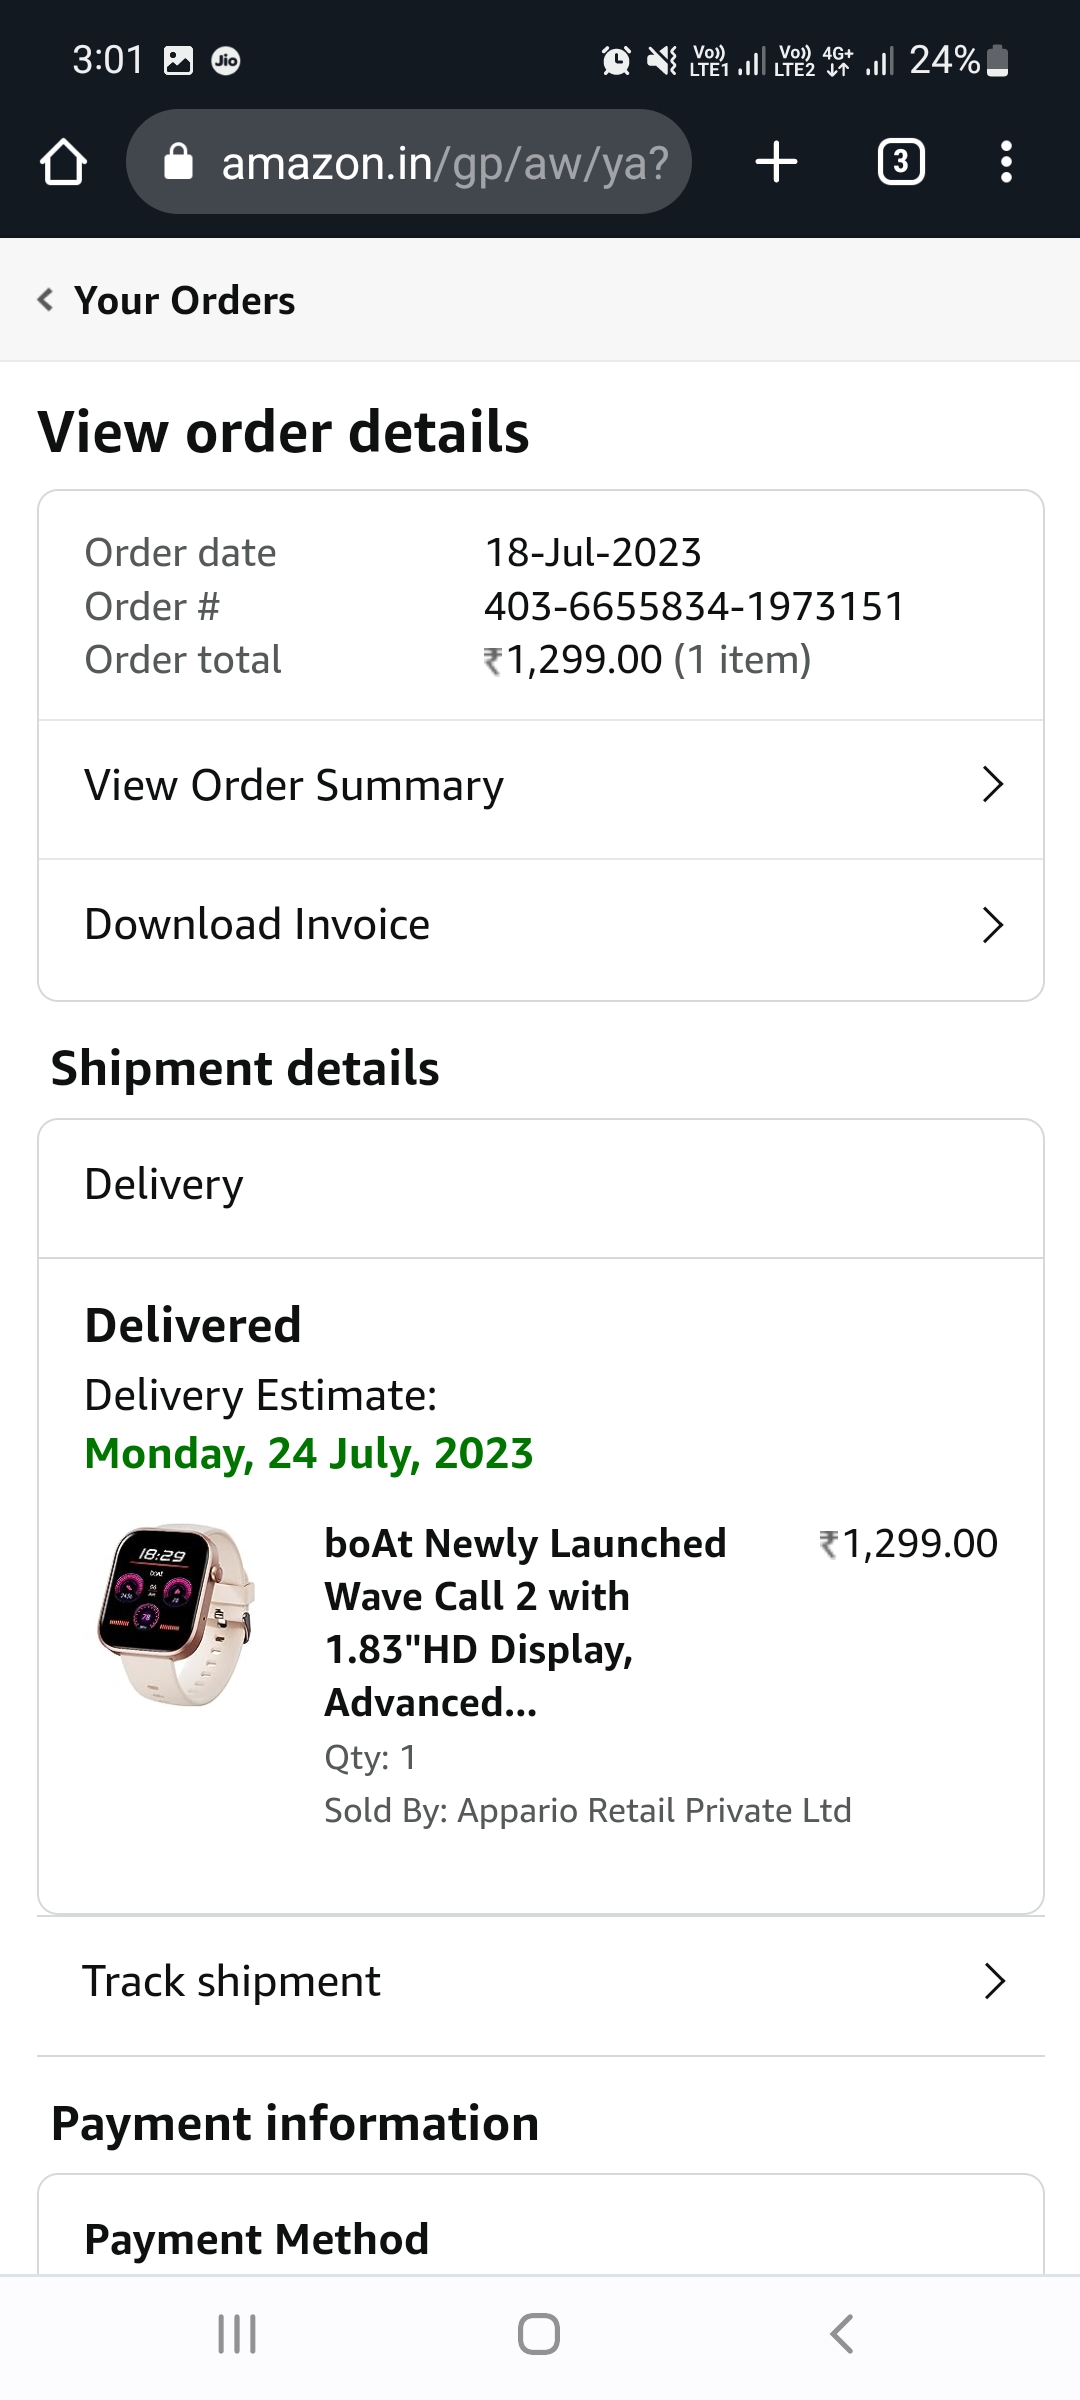 3:01 Jio Vo)) LTE1 Vo)) LTE2 4G+ 24%
amazon.in/gp/aw/ya?
3
Your Orders
View order details
Order date 18-Jul-2023
Order # 403-6655834-1973151
Order total ₹1,299.00 (1 item)
View Order Summary
Download Invoice
Shipment details
Delivery
Delivered
Delivery Estimate:
Monday, 24 July, 2023
18:29
boAt Newly Launched ₹1,299.00
Wave Call 2 with
1.83"HD Display,
Advanced...
Qty: 1
Sold By: Appario Retail Private Ltd
Track shipment
Payment information
Payment Method